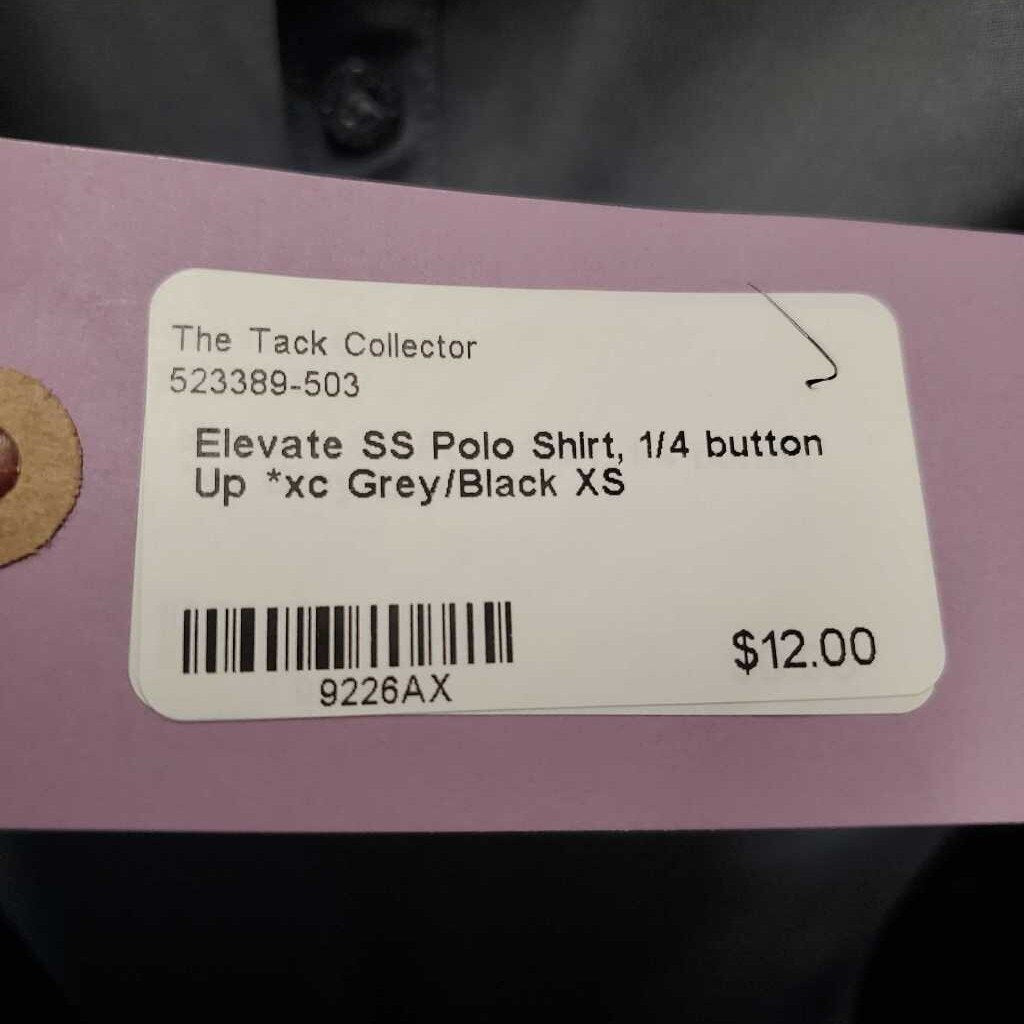 The Tack Collector
523389-503
Elevate SS Polo Shirt, 1/4 button
Up *xc Grey/Black XS
9226AX
$12.00